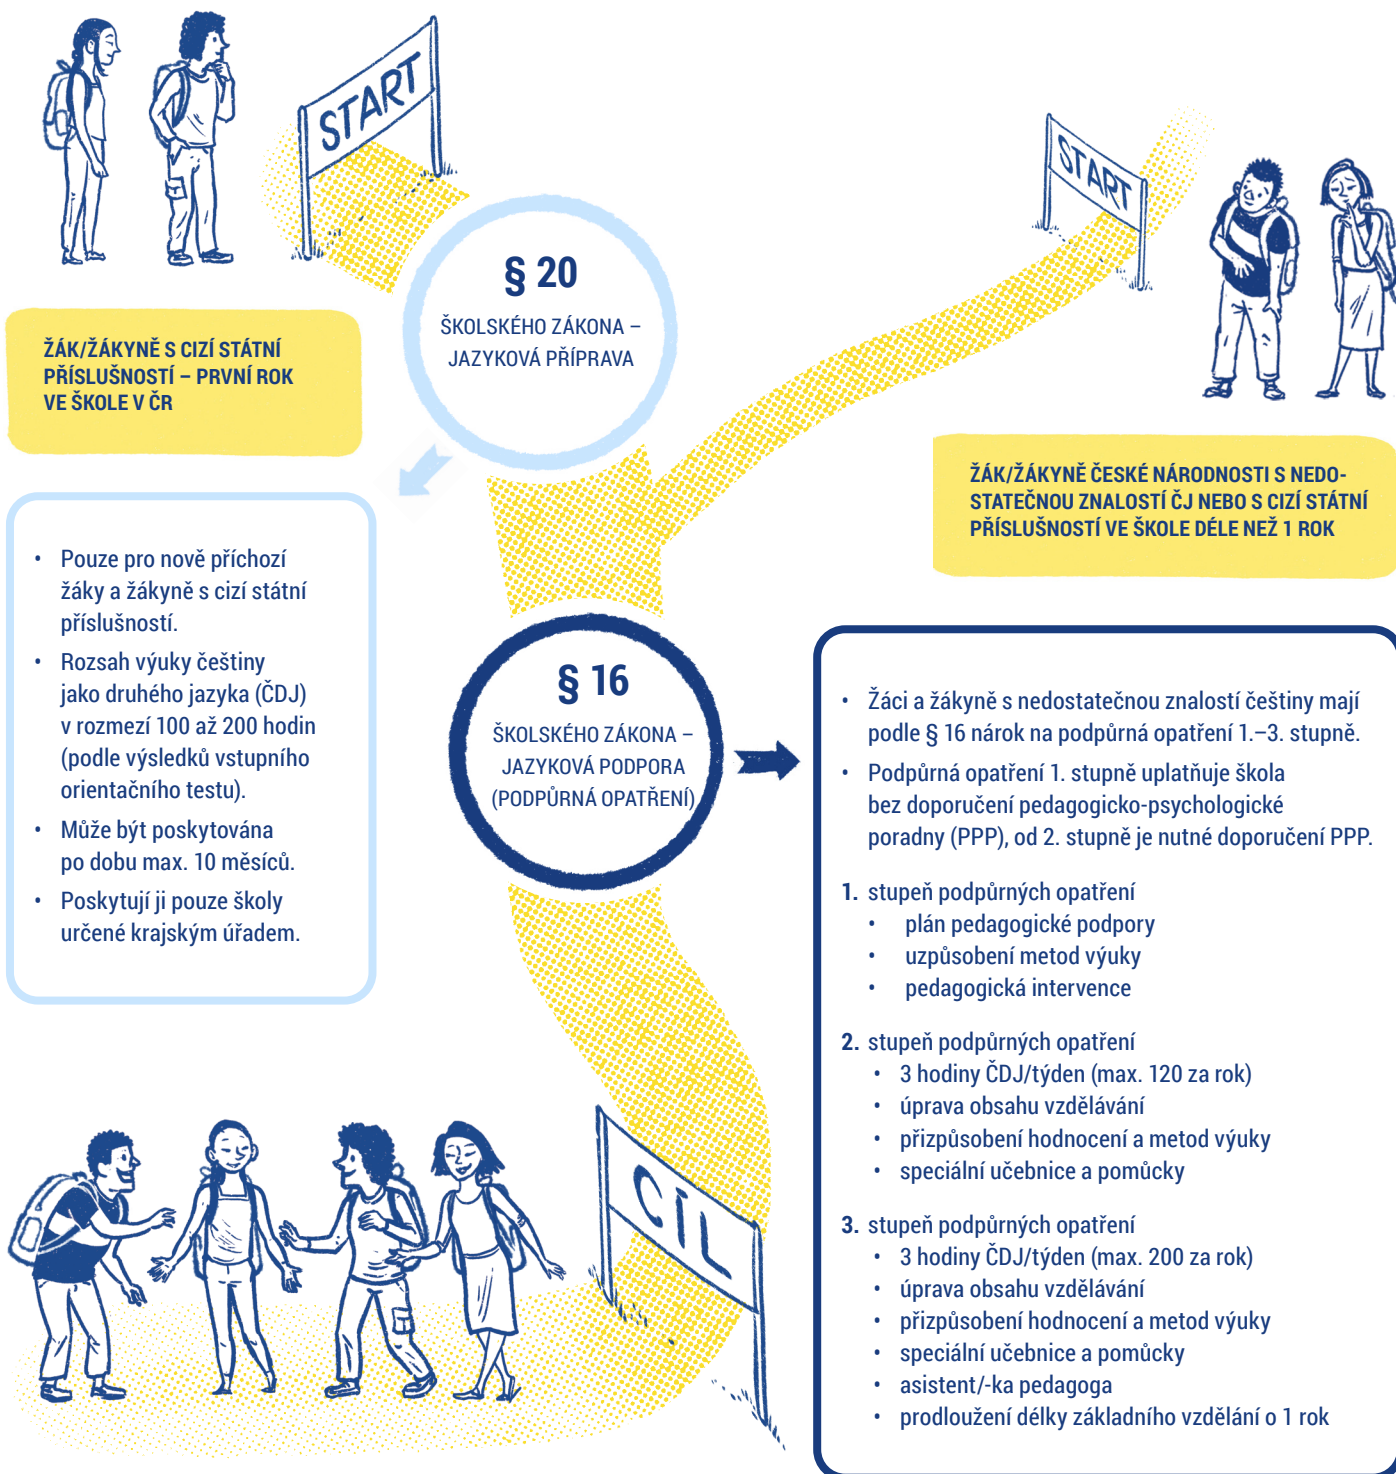 START
START
§ 20
ŠKOLSKÉHO ZÁKONA –
JAZYKOVÁ PŘÍPRAVA
ŽÁK/ŽÁKYNĚ S CIZÍ STÁTNÍ
PŘÍSLUŠNOSTÍ – PRVNÍ ROK
VE ŠKOLE V ČR
ŽÁK/ŽÁKYNĚ ČESKÉ NÁRODNOSTI S NEDO-
STATEČNOU ZNALOSTÍ ČJ NEBO S CIZÍ STÁTNÍ
PŘÍSLUŠNOSTÍ VE ŠKOLE DÉLE NEŽ 1 ROK
• Pouze pro nově příchozí
žáky a žákyně s cizí státní
příslušností.
• Rozsah výuky češtiny
jako druhého jazyka (ČDJ)
v rozmezí 100 až 200 hodin
(podle výsledků vstupního
orientačního testu).
• Může být poskytována
po dobu max. 10 měsíců.
• Poskytují ji pouze školy
určené krajským úřadem.
§ 16
ŠKOLSKÉHO ZÁKONA –
JAZYKOVÁ PODPORA
(PODPŮRNÁ OPATŘENÍ)
• Žáci a žákyně s nedostatečnou znalostí češtiny mají
podle § 16 nárok na podpůrná opatření 1.–3. stupně.
• Podpůrná opatření 1. stupně uplatňuje škola
bez doporučení pedagogicko-psychologické
poradny (PPP), od 2. stupně je nutné doporučení PPP.
1. stupeň podpůrných opatření
• plán pedagogické podpory
• uzpůsobení metod výuky
• pedagogická intervence
2. stupeň podpůrných opatření
• 3 hodiny ČDJ/týden (max. 120 za rok)
• úprava obsahu vzdělávání
• přizpůsobení hodnocení a metod výuky
• speciální učebnice a pomůcky
3. stupeň podpůrných opatření
• 3 hodiny ČDJ/týden (max. 200 za rok)
• úprava obsahu vzdělávání
• přizpůsobení hodnocení a metod výuky
• speciální učebnice a pomůcky
• asistent/-ka pedagoga
• prodloužení délky základního vzdělání o 1 rok
CÍL